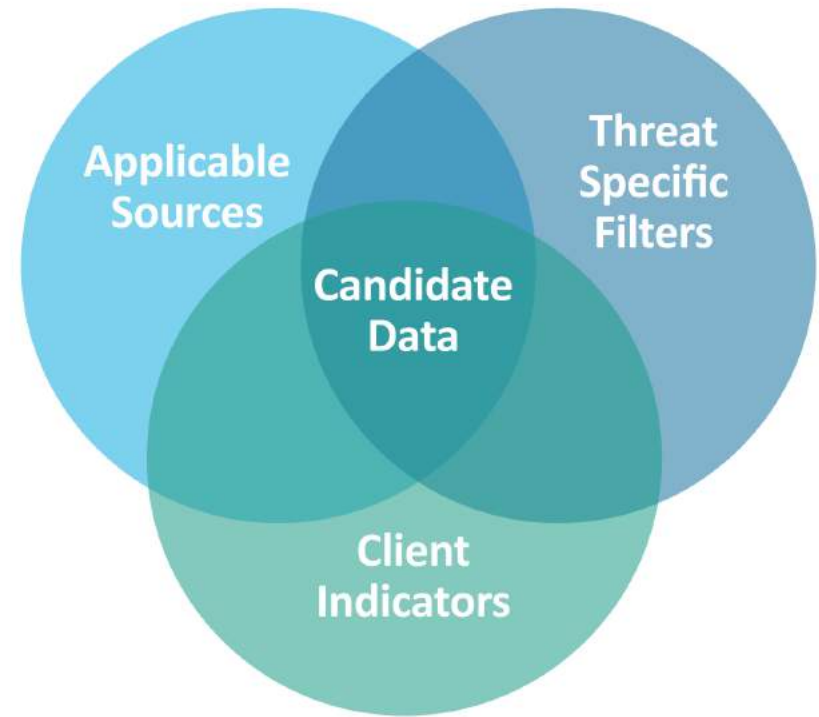 Applicable
Sources
Threat
Specific
Filters
Candidate
Data
Client
Indicators